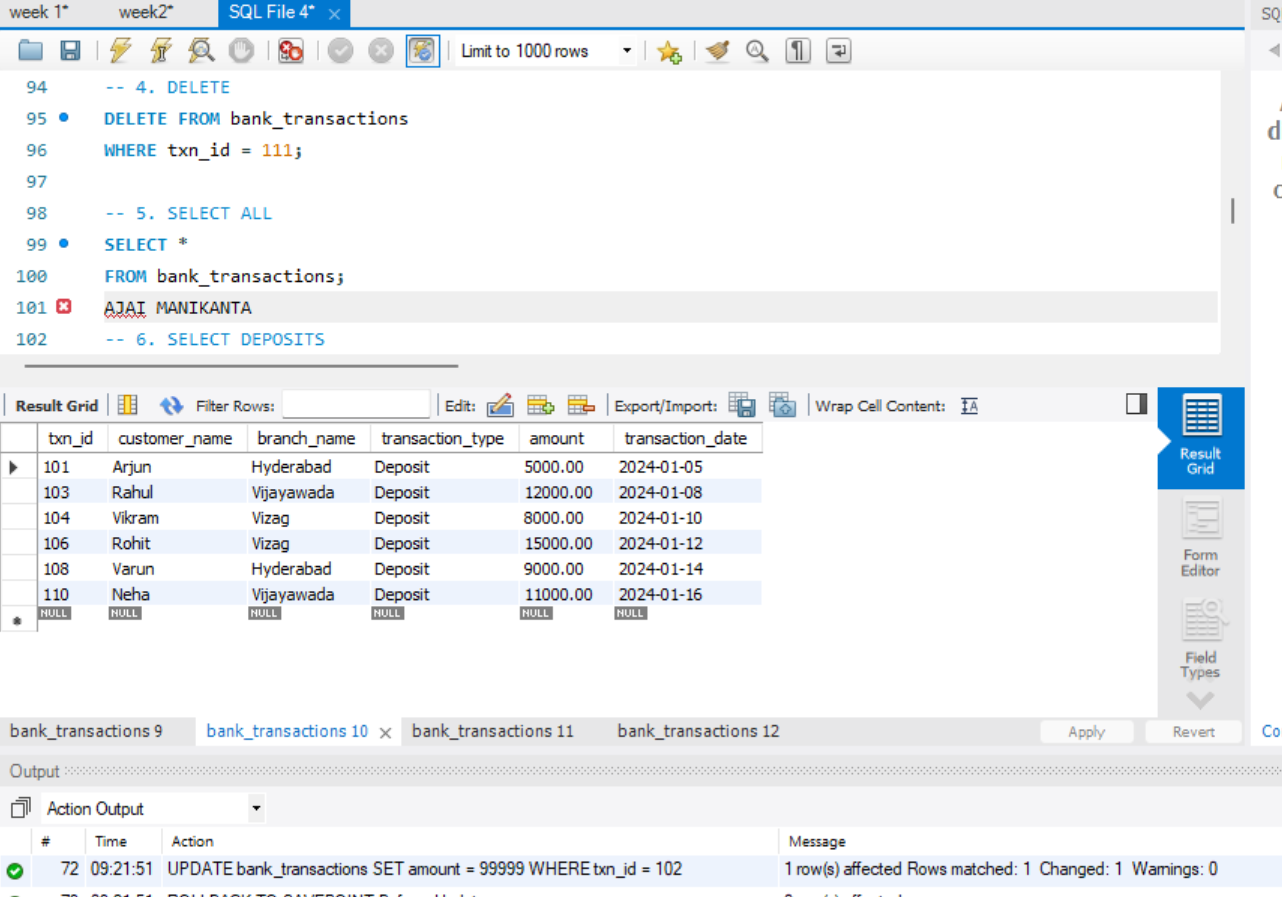 week 1* week2* SQL File 4*
SQ
Limit to 1000 rows
94 -- 4. DELETE
95 DELETE FROM bank_transactions
96 WHERE txn_id = 111;
97
98 -- 5. SELECT ALL
99 SELECT *
100 FROM bank_transactions;
101 AJAI MANIKANTA
102 -- 6. SELECT DEPOSITS
Result Grid Filter Rows: Edit: Export/Import: Wrap Cell Content:
txn_id customer_name branch_name transaction_type amount transaction_date
101 Arjun Hyderabad Deposit 5000.00 2024-01-05
103 Rahul Vijayawada Deposit 12000.00 2024-01-08
104 Vikram Vizag Deposit 8000.00 2024-01-10
106 Rohit Vizag Deposit 15000.00 2024-01-12
108 Varun Hyderabad Deposit 9000.00 2024-01-14
110 Neha Vijayawada Deposit 11000.00 2024-01-16
NULL NULL NULL NULL NULL NULL
Result
Grid
Form
Editor
Field
Types
bank_transactions 9 bank_transactions 10 bank_transactions 11 bank_transactions 12 Apply Revert Co
Output
Action Output
# Time Action Message
72 09:21:51 UPDATE bank_transactions SET amount = 99999 WHERE txn_id = 102 1 row(s) affected Rows matched: 1 Changed: 1 Warnings: 0